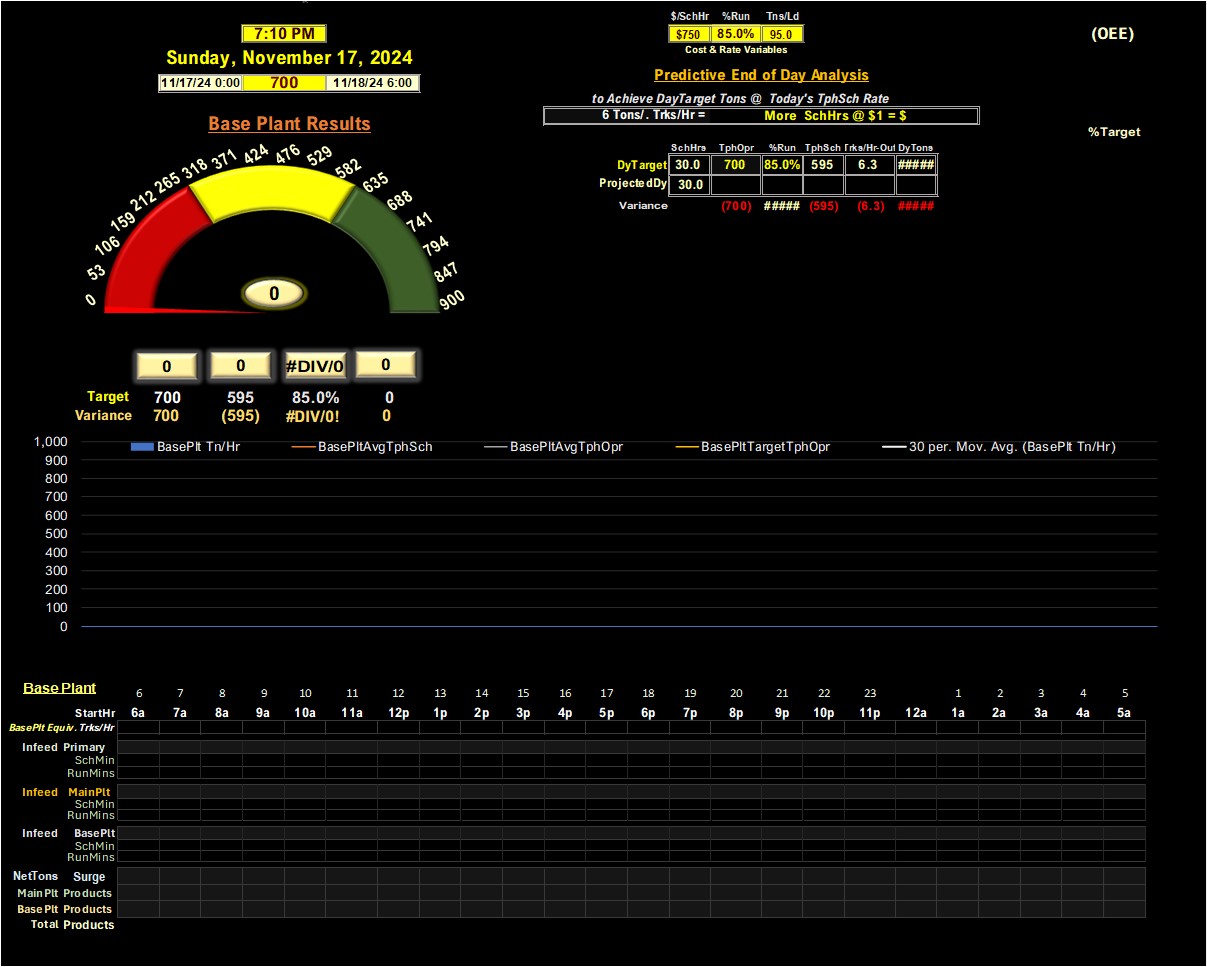 $/SchHr %Run Tns/Ld
7:10 PM $750 85.0% 95.0 (OEE)
Cost & Rate Variables
Sunday, November 17, 2024
Predictive End of Day Analysis
11/17/24 0:00 700 11/18/24 6:00
to Achieve DayTarget Tons @ Today's TphSch Rate
6 Tons/. Trks/Hr = More SchHrs @ $1 = $
Base Plant Results
%Target
SchHrs TphOpr %Run TphSch Trks/Hr-Out DyTons
DyTarget 30.0 700 85.0% 595 6.3 #####
ProjectedDy 30.0
Variance (700) ##### (595) (6.3) #####
0 53 106 159 212 265 318 371 424 476 529 582 635 688 741 794 847 900
0
0 0 #DIV/0 0
Target 700 595 85.0% 0
Variance 700 (595) #DIV/0! 0
BasePlt Tn/Hr BasePltAvgTphSch BasePltAvgTphOpr BasePltTargetTphOpr 30 per. Mov. Avg. (BasePlt Tn/Hr)
1,000
900
800
700
600
500
400
300
200
100
0
Base Plant 6 7 8 9 10 11 12 13 14 15 16 17 18 19 20 21 22 23 1 2 3 4 5
StartHr 6a 7a 8a 9a 10a 11a 12p 1p 2p 3p 4p 5p 6p 7p 8p 9p 10p 11p 12a 1a 2a 3a 4a 5a
BasePlt Equiv. Trks/Hr
Infeed Primary
SchMin
RunMins
Infeed MainPlt
SchMin
RunMins
Infeed BasePlt
SchMin
RunMins
NetTons Surge
Main Plt Products
Base Plt Products
Total Products